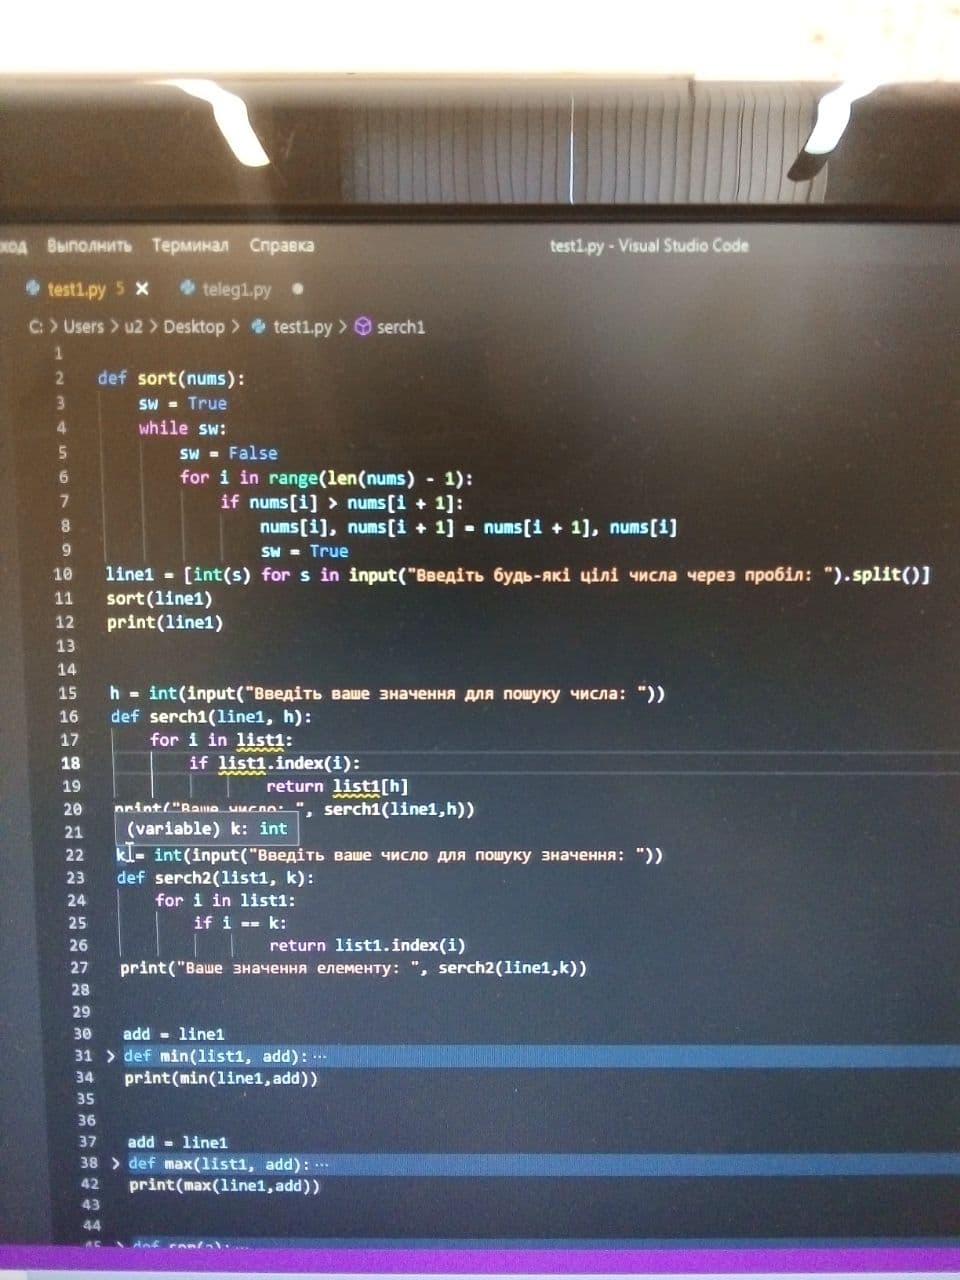 ход Выполнить Терминал Справка test1.py - Visual Studio Code
test1.py 5 × teleg1.py ●
C: > Users > u2 > Desktop > test1.py > serch1
1
2 def sort(nums):
3 sw = True
4 while sw:
5 sw = False
6 for i in range(len(nums) - 1):
7 if nums[i] > nums[i + 1]:
8 nums[i], nums[i + 1] = nums[i + 1], nums[i]
9 sw = True
10 line1 = [int(s) for s in input("Введіть будь-які цілі числа через пробіл: ").split()]
11 sort(line1)
12 print(line1)
13
14
15 h = int(input("Введіть ваше значення для пошуку числа: "))
16 def serch1(line1, h):
17 for i in list1:
18 if list1.index(i):
19 return list1[h]
20 print("Ваше число: ", serch1(line1,h))
21 (variable) k: int
22 k = int(input("Введіть ваше число для пошуку значення: "))
23 def serch2(list1, k):
24 for i in list1:
25 if i == k:
26 return list1.index(i)
27 print("Ваше значення елементу: ", serch2(line1,k))
28
29
30 add = line1
31 > def min(list1, add): ...
34 print(min(line1,add))
35
36
37 add = line1
38 > def max(list1, add): ...
42 print(max(line1,add))
43
44
45 > def